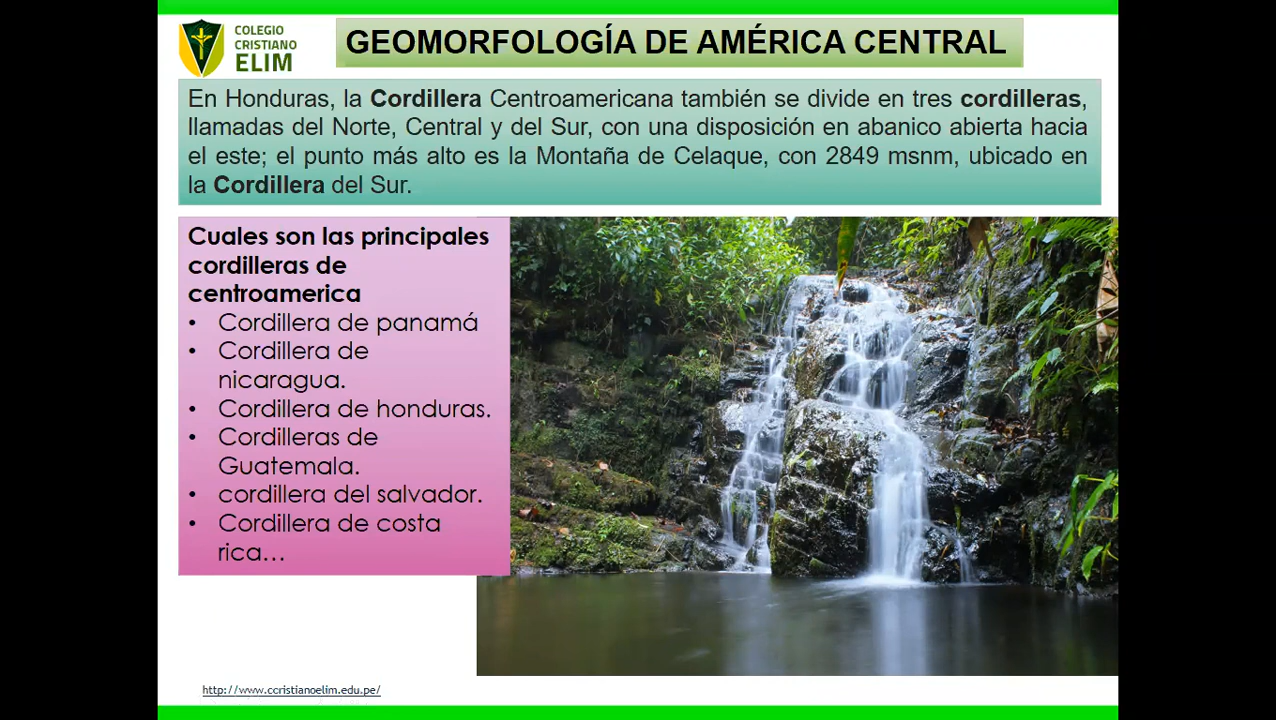 COLEGIO
CRISTIANO
ELIM
GEOMORFOLOGÍA DE AMÉRICA CENTRAL
En Honduras, la Cordillera Centroamericana también se divide en tres cordilleras,
llamadas del Norte, Central y del Sur, con una disposición en abanico abierta hacia
el este; el punto más alto es la Montaña de Celaque, con 2849 msnm, ubicado en
la Cordillera del Sur.
Cuales son las principales
cordilleras de
centroamerica
• Cordillera de panamá
• Cordillera de
nicaragua.
• Cordillera de honduras.
• Cordilleras de
Guatemala.
• cordillera del salvador.
• Cordillera de costa
rica…
http://www.ccristianoelim.edu.pe/